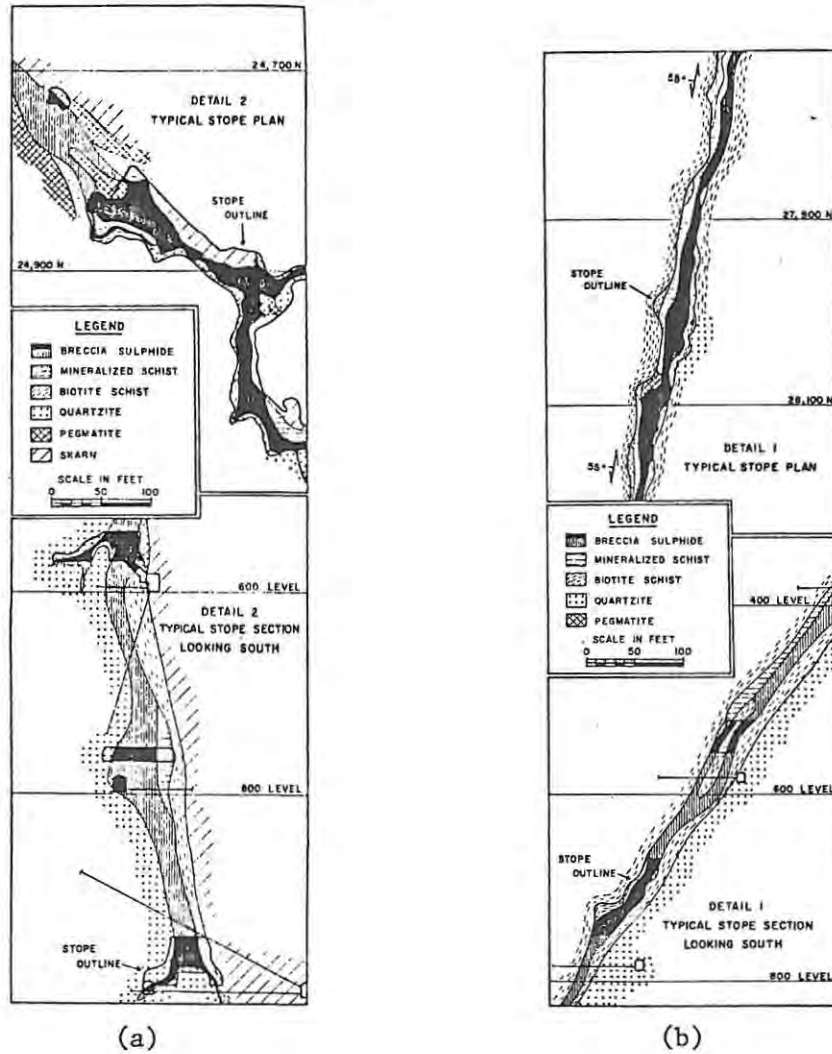 24,700 N
DETAIL 2
TYPICAL STOPE PLAN
STOPE
OUTLINE
24,900 N
LEGEND
BRECCIA SULPHIDE
MINERALIZED SCHIST
BIOTITE SCHIST
QUARTZITE
PEGMATITE
SKARN
SCALE IN FEET
0 50 100
600 LEVEL
DETAIL 2
TYPICAL STOPE SECTION
LOOKING SOUTH
800 LEVEL
STOPE
OUTLINE
(a)
27,900 N
STOPE
OUTLINE
28,100 N
DETAIL 1
TYPICAL STOPE PLAN
LEGEND
BRECCIA SULPHIDE
MINERALIZED SCHIST
BIOTITE SCHIST
QUARTZITE
PEGMATITE
SCALE IN FEET
0 50 100
400 LEVEL
600 LEVEL
STOPE
OUTLINE
DETAIL 1
TYPICAL STOPE SECTION
LOOKING SOUTH
800 LEVEL
(b)